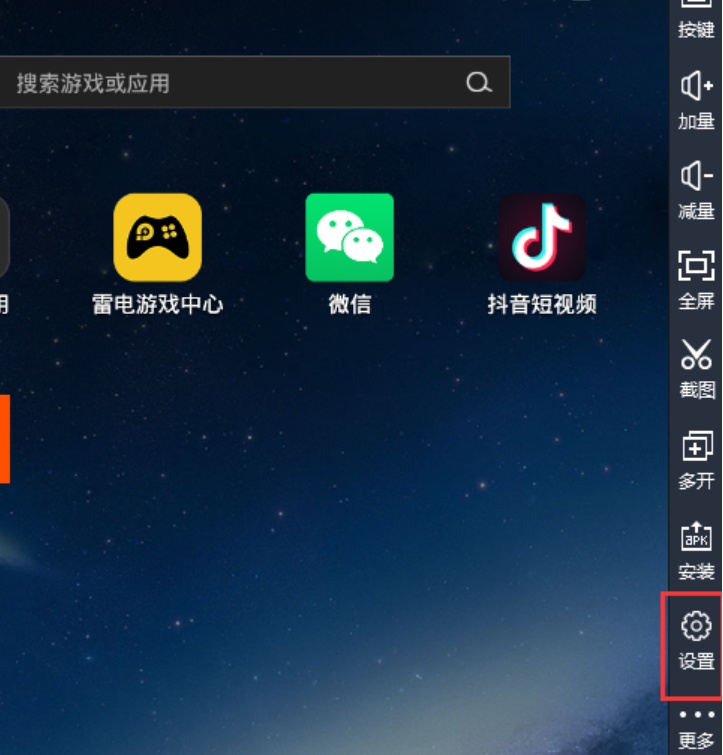 按键
搜索游戏或应用
加量
减量
全屏
用
雷电游戏中心
微信
抖音短视频
截图
多开
APK
安装
设置
更多